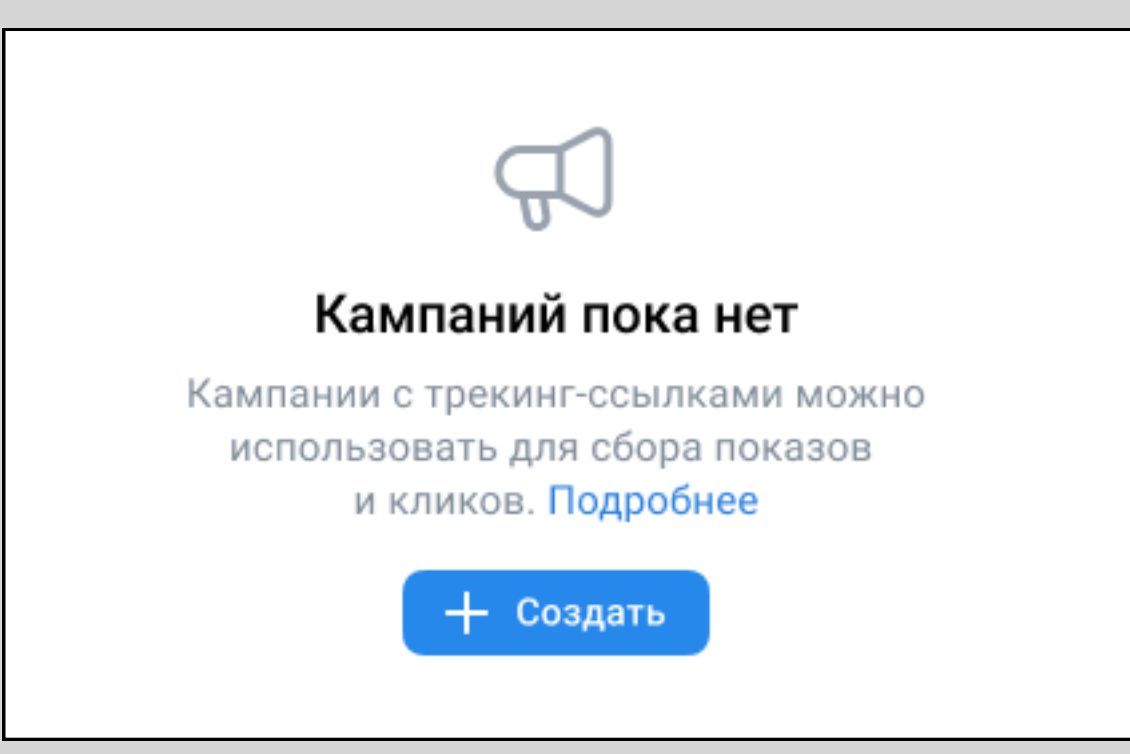 Кампаний пока нет
Кампании с трекинг-ссылками можно
использовать для сбора показов
и кликов. Подробнее
Создать